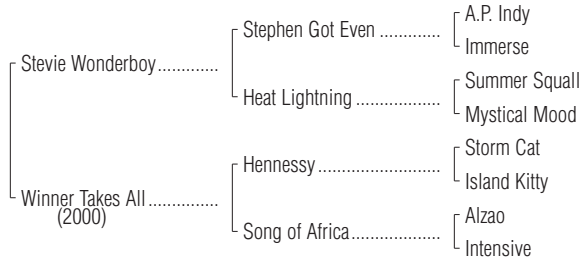 A.P. Indy
Stephen Got Even .............
Immerse
Stevie Wonderboy.............
Summer Squall
Heat Lightning ..................
Mystical Mood
Storm Cat
Hennessy .......................
Island Kitty
Winner Takes All...............
(2000)
Alzao
Song of Africa...................
Intensive